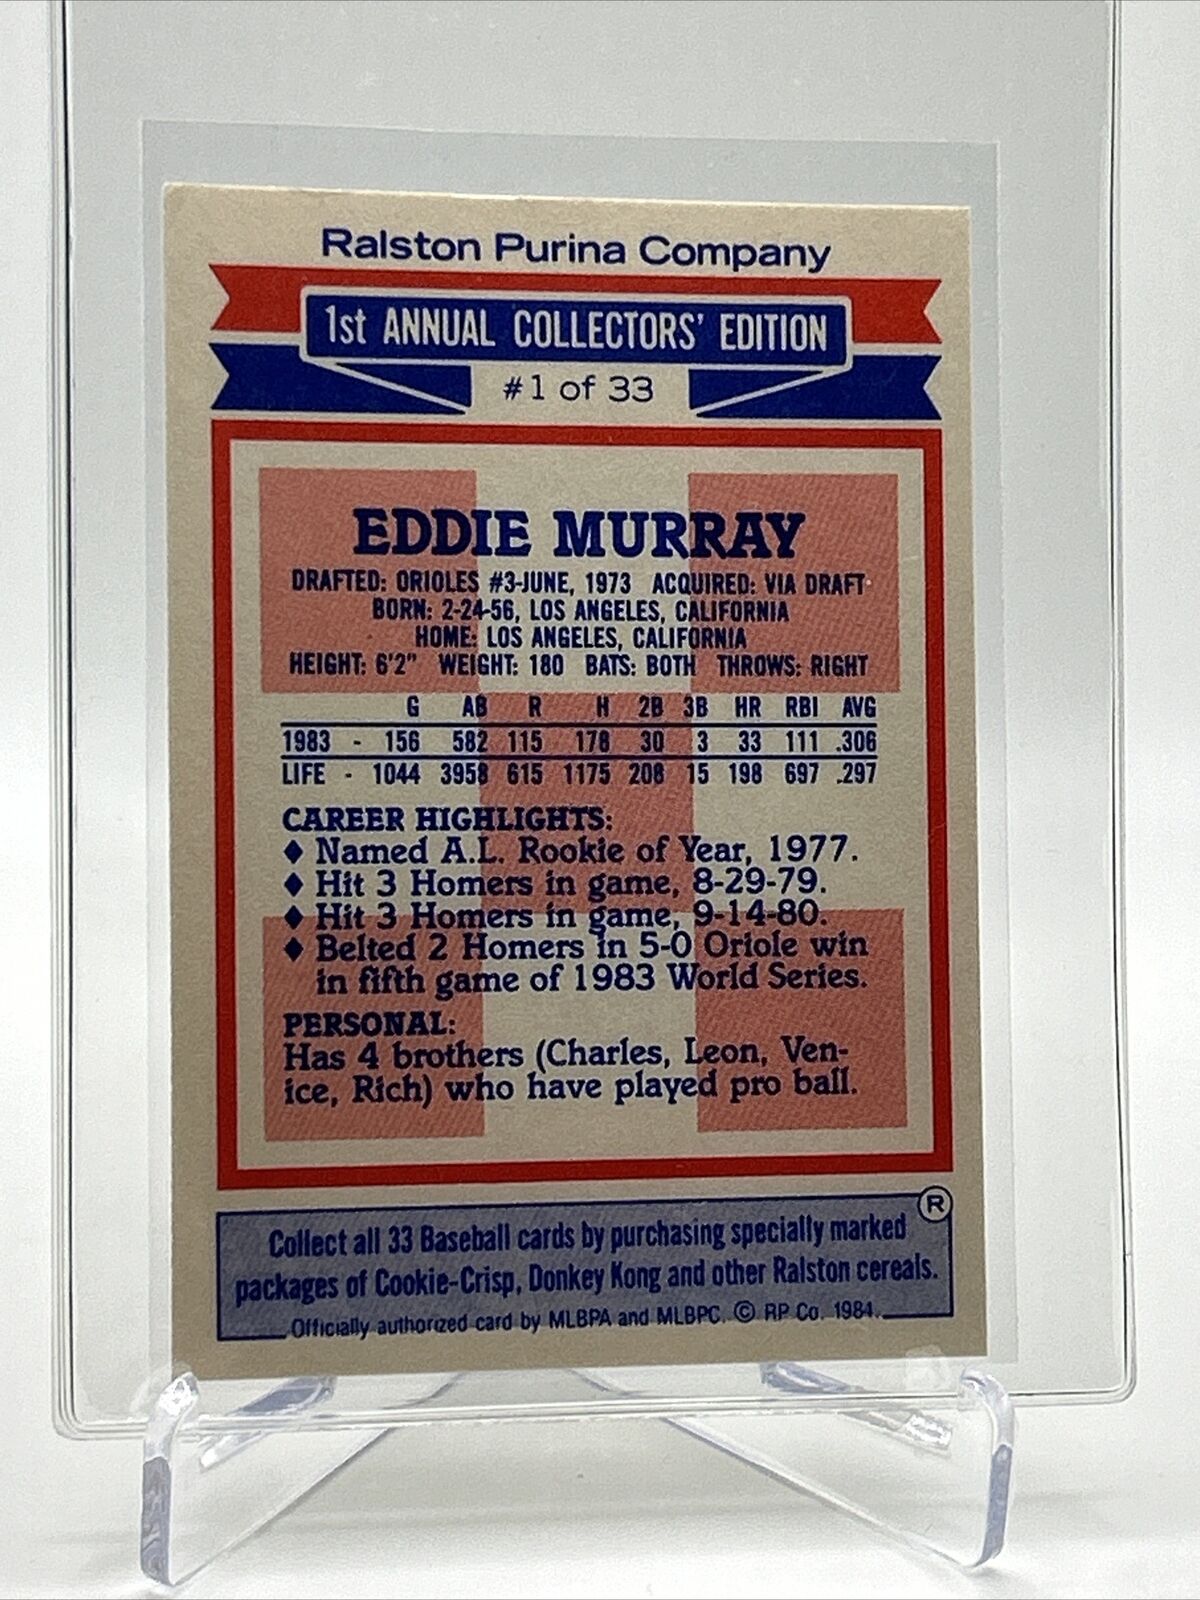 Ralston Purina Company
1st ANNUAL COLLECTORS' EDITION
#1 of 33
EDDIE MURRAY
DRAFTED: ORIOLES #3-JUNE, 1973 ACQUIRED: VIA DRAFT
BORN: 2-24-56, LOS ANGELES, CALIFORNIA
HOME: LOS ANGELES, CALIFORNIA
HEIGHT: 6'2" WEIGHT: 180 BATS: BOTH THROWS: RIGHT
G AB R H 2B 3B HR RBI AVG
1983 - 156 582 115 178 30 3 33 111 .306
LIFE - 1044 3958 615 1175 208 15 198 697 .297
CAREER HIGHLIGHTS:
♦ Named A.L. Rookie of Year, 1977.
♦ Hit 3 Homers in game, 8-29-79.
♦ Hit 3 Homers in game, 9-14-80.
♦ Belted 2 Homers in 5-0 Oriole win
in fifth game of 1983 World Series.
PERSONAL:
Has 4 brothers (Charles, Leon, Ven-
ice, Rich) who have played pro ball.
®
Collect all 33 Baseball cards by purchasing specially marked
packages of Cookie-Crisp, Donkey Kong and other Ralston cereals.
Officially authorized card by MLBPA and MLBPC. © RP Co. 1984.